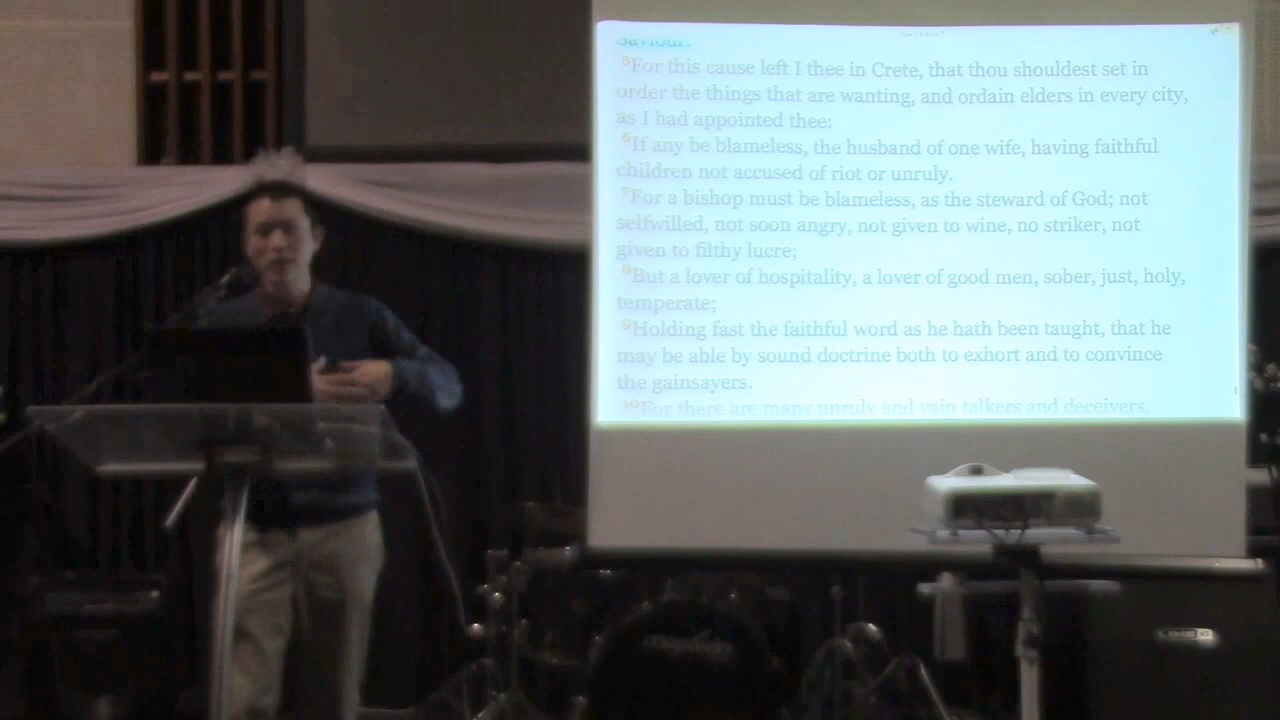 Saviour.
5For this cause left I thee in Crete, that thou shouldest set in
order the things that are wanting, and ordain elders in every city,
as I had appointed thee:
6If any be blameless, the husband of one wife, having faithful
children not accused of riot or unruly.
7For a bishop must be blameless, as the steward of God; not
selfwilled, not soon angry, not given to wine, no striker, not
given to filthy lucre;
8But a lover of hospitality, a lover of good men, sober, just, holy,
temperate;
9Holding fast the faithful word as he hath been taught, that he
may be able by sound doctrine both to exhort and to convince
the gainsayers.
10For there are many unruly and vain talkers and deceivers,
LINE 6